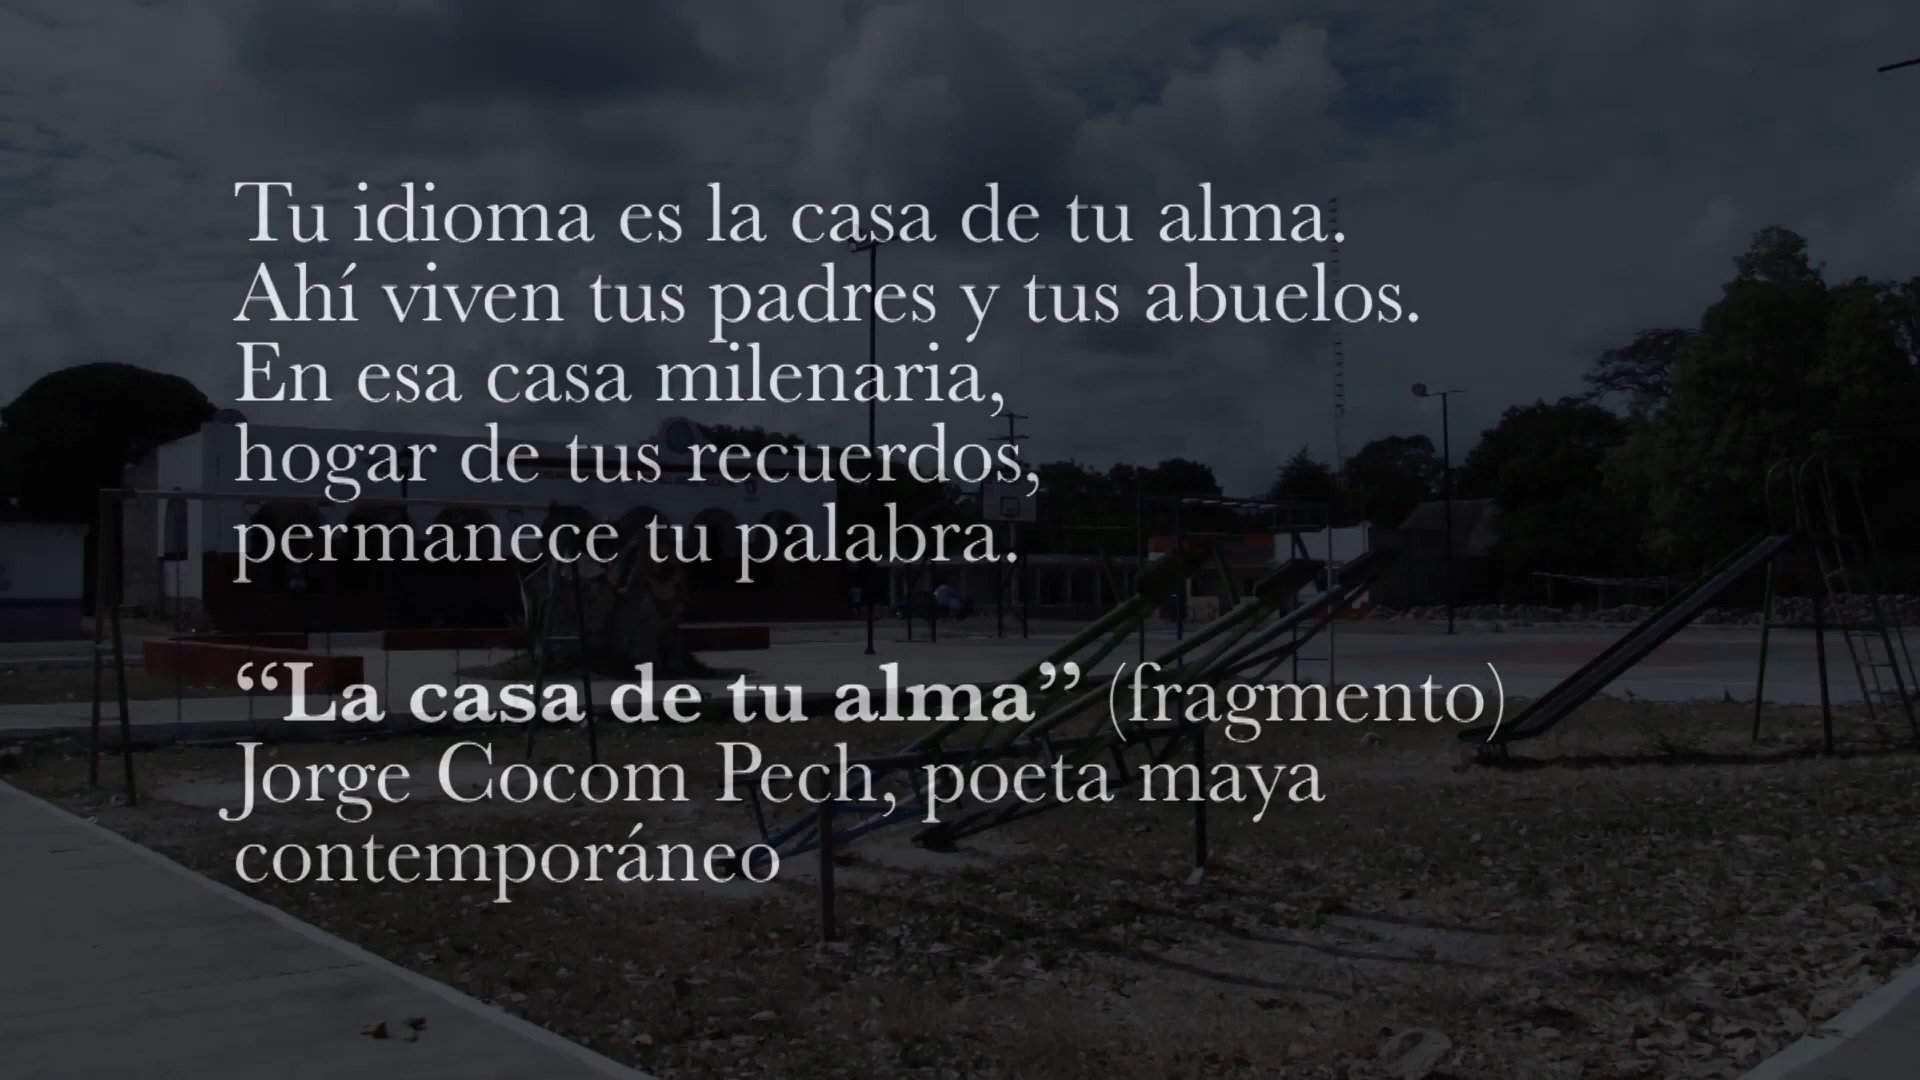 Tu idioma es la casa de tu alma.
Ahí viven tus padres y tus abuelos.
En esa casa milenaria,
hogar de tus recuerdos,
permanece tu palabra.
“La casa de tu alma” (fragmento)
Jorge Cocom Pech, poeta maya
contemporáneo